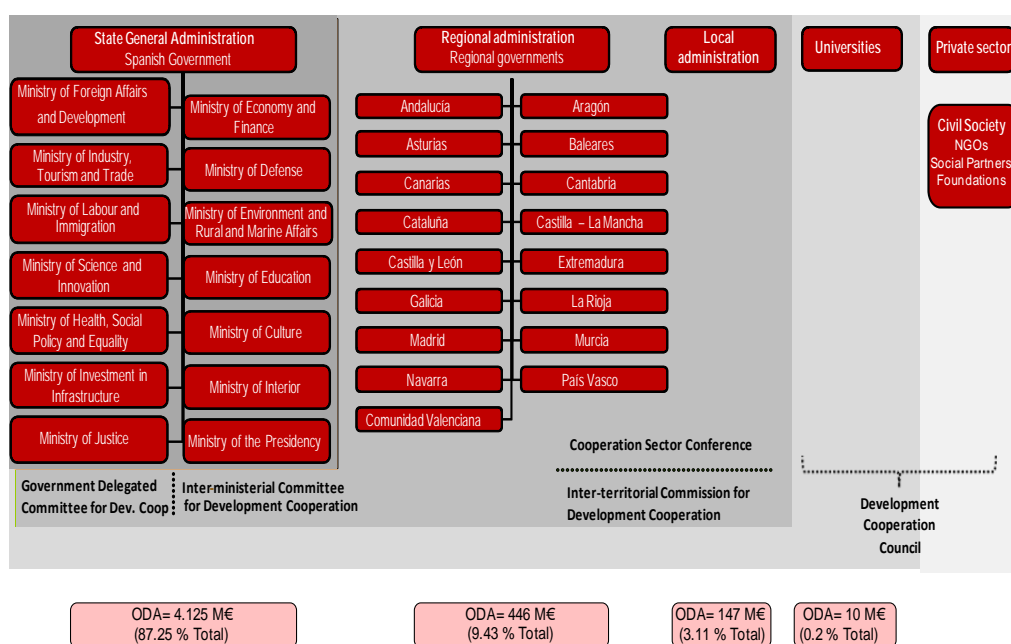 State General Administration
Spanish Government
Ministry of Foreign Affairs
and Development
Ministry of Economy and
Finance
Ministry of Industry,
Tourism and Trade
Ministry of Defense
Ministry of Labour and
Immigration
Ministry of Environment and
Rural and Marine Affairs
Ministry of Science and
Innovation
Ministry of Education
Ministry of Health, Social
Policy and Equality
Ministry of Culture
Ministry of Investment in
Infrastructure
Ministry of Interior
Ministry of Justice
Ministry of the Presidency
Government Delegated
Committee for Dev. Coop
Inter-ministerial Committee
for Development Cooperation
Regional administration
Regional governments
Andalucía
Aragón
Asturias
Baleares
Canarias
Cantabria
Cataluña
Castilla – La Mancha
Castilla y León
Extremadura
Galicia
La Rioja
Madrid
Murcia
Navarra
País Vasco
Comunidad Valenciana
Local
administration
Cooperation Sector Conference
Inter-territorial Commission for
Development Cooperation
Universities
Private sector
Civil Society
NGOs
Social Partners
Foundations
Development
Cooperation
Council
ODA= 4.125 M€
(87.25 % Total)
ODA= 446 M€
(9.43 % Total)
ODA= 147 M€
(3.11 % Total)
ODA= 10 M€
(0.2 % Total)